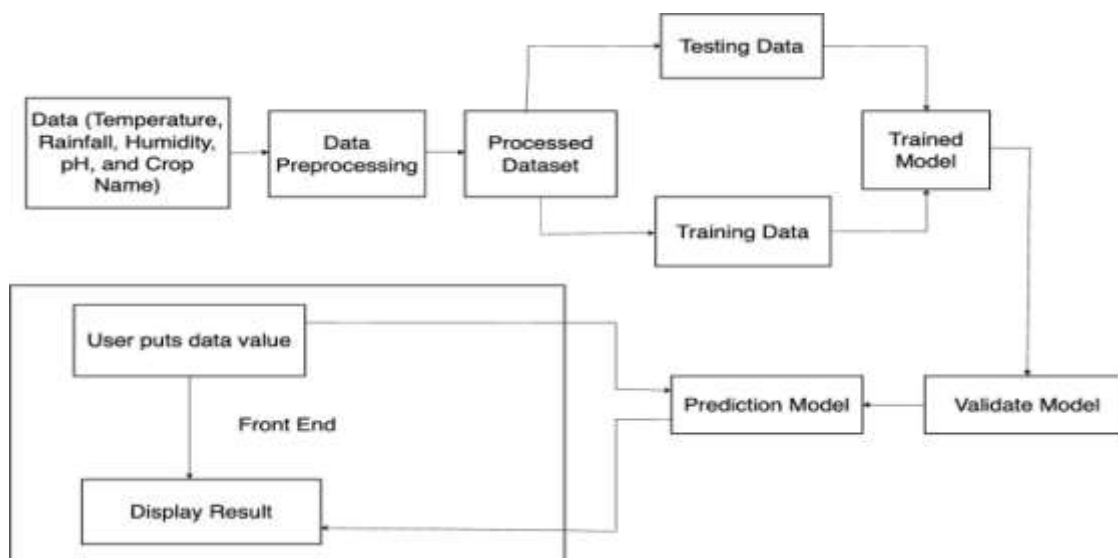 Testing Data
Data (Temperature,
Rainfall, Humidity,
pH, and Crop
Name)
Data
Preprocessing
Processed
Dataset
Trained
Model
Training Data
User puts data value
Front End
Display Result
Prediction Model
Validate Model